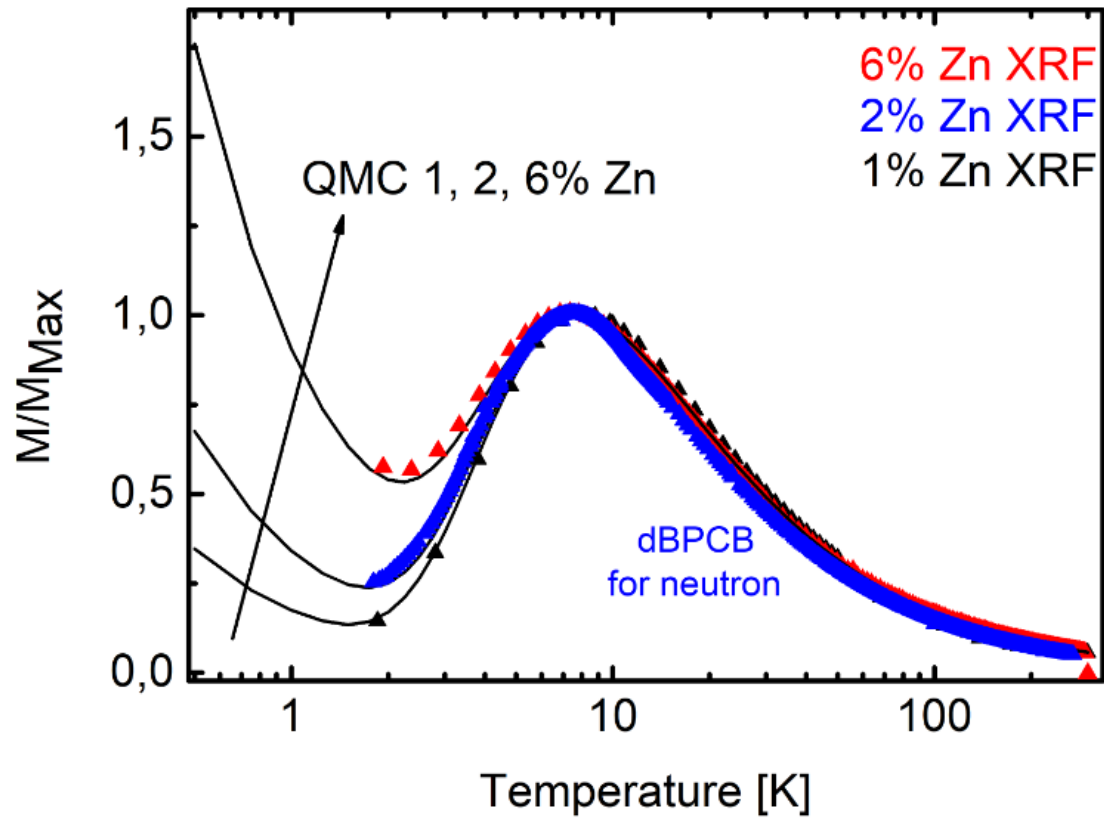 6% Zn XRF
2% Zn XRF
1% Zn XRF
QMC 1, 2, 6% Zn
dBPCB
for neutron
M/MMax
1,5
1,0
0,5
0,0
1
10
100
Temperature [K]